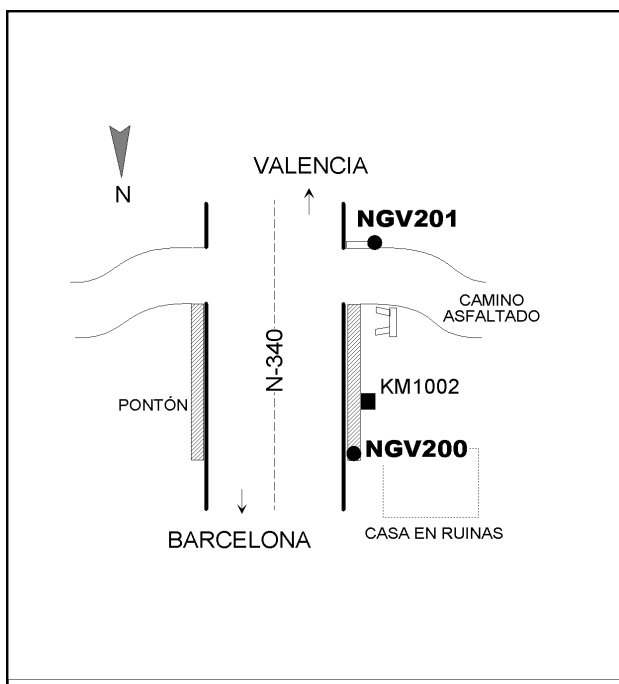 N
VALENCIA
NGV201
CAMINO
ASFALTADO
N-340
KM1002
PONTÓN
NGV200
BARCELONA
CASA EN RUINAS